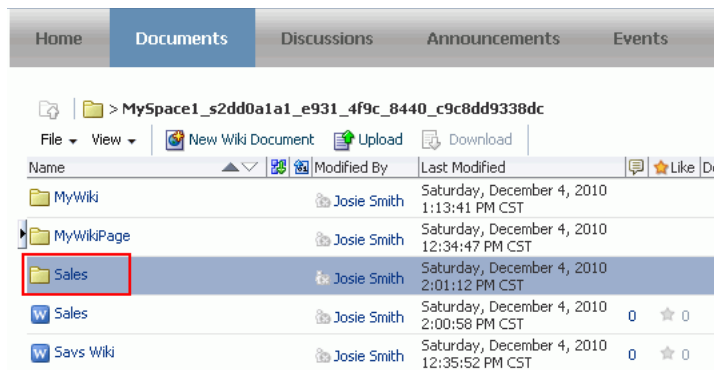 Home Documents Discussions Announcements Events
> MySpace1_s2dd0a1a1_e931_4f9c_8440_c9c8dd9338dc
File View New Wiki Document Upload Download
Name Modified By Last Modified Like De
MyWiki Josie Smith Saturday, December 4, 2010
1:13:41 PM CST
MyWikiPage Josie Smith Saturday, December 4, 2010
12:34:47 PM CST
Sales Josie Smith Saturday, December 4, 2010
2:01:12 PM CST
Sales Josie Smith Saturday, December 4, 2010
2:00:58 PM CST 0 0
Savs Wiki Josie Smith Saturday, December 4, 2010
12:35:52 PM CST 0 0